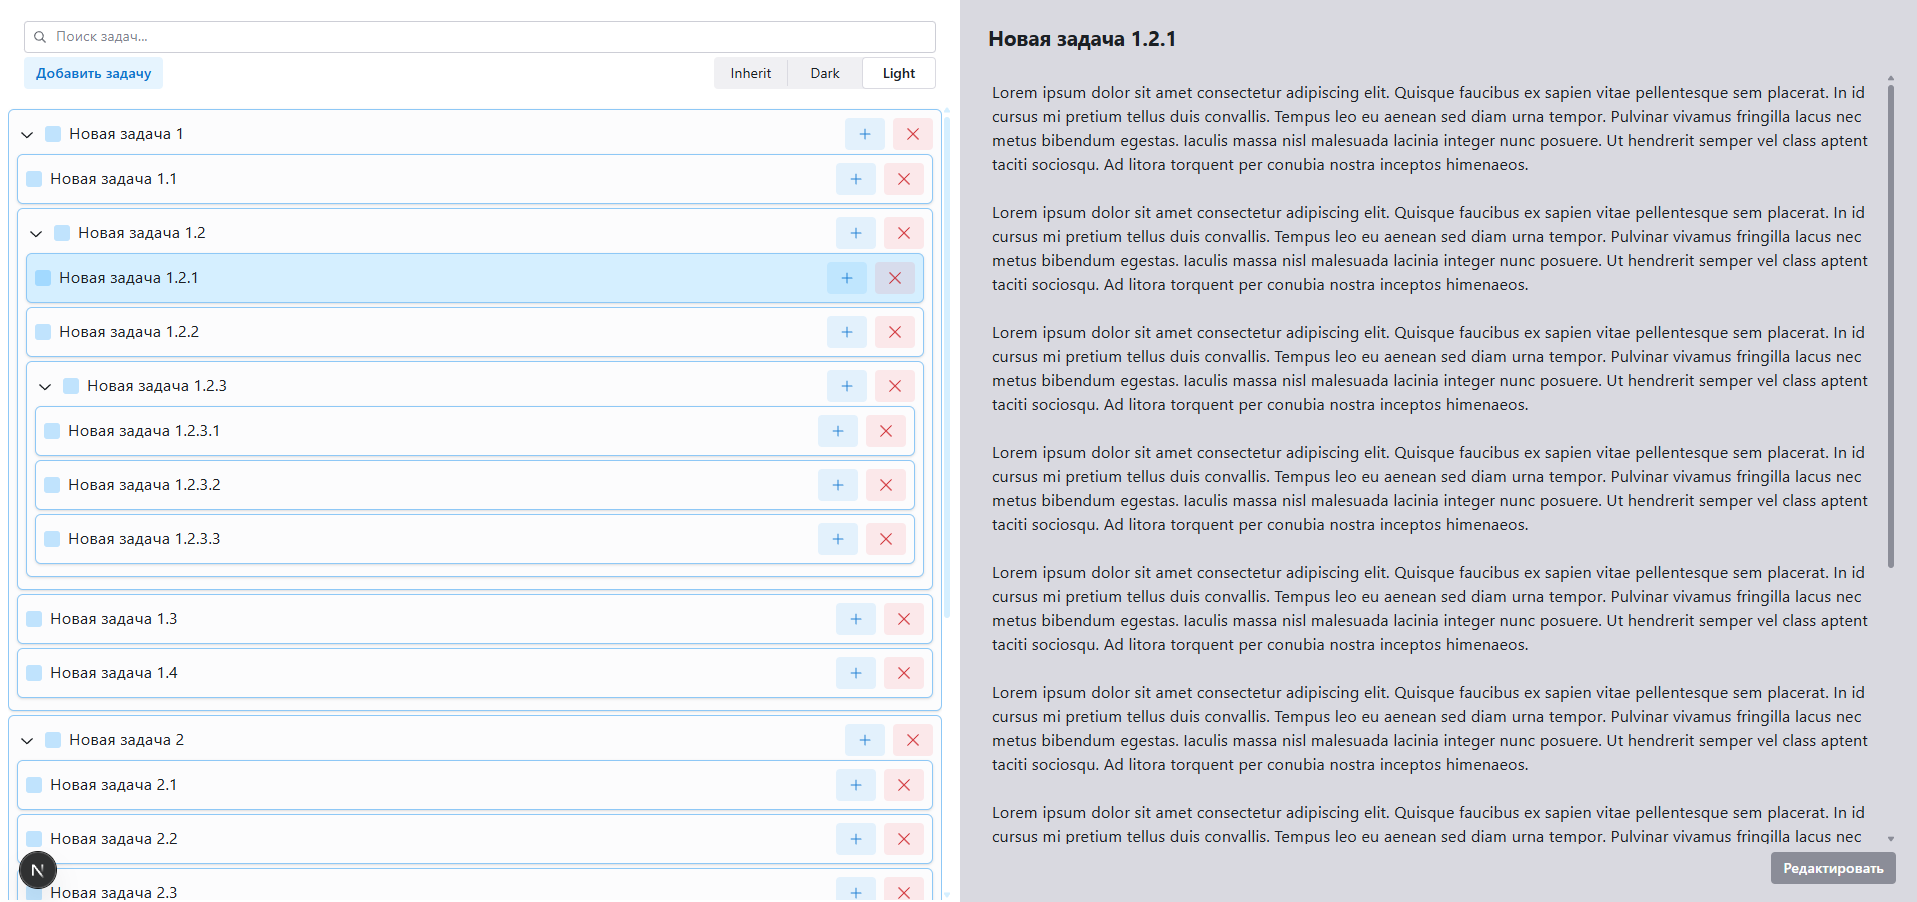 Поиск задач...
Добавить задачу
Inherit
Dark
Light
Новая задача 1
Новая задача 1.1
Новая задача 1.2
Новая задача 1.2.1
Новая задача 1.2.2
Новая задача 1.2.3
Новая задача 1.2.3.1
Новая задача 1.2.3.2
Новая задача 1.2.3.3
Новая задача 1.3
Новая задача 1.4
Новая задача 2
Новая задача 2.1
Новая задача 2.2
N
Новая задача 2.3
Новая задача 1.2.1
Lorem ipsum dolor sit amet consectetur adipiscing elit. Quisque faucibus ex sapien vitae pellentesque sem placerat. In id
cursus mi pretium tellus duis convallis. Tempus leo eu aenean sed diam urna tempor. Pulvinar vivamus fringilla lacus nec
metus bibendum egestas. Iaculis massa nisl malesuada lacinia integer nunc posuere. Ut hendrerit semper vel class aptent
taciti sociosqu. Ad litora torquent per conubia nostra inceptos himenaeos.
Lorem ipsum dolor sit amet consectetur adipiscing elit. Quisque faucibus ex sapien vitae pellentesque sem placerat. In id
cursus mi pretium tellus duis convallis. Tempus leo eu aenean sed diam urna tempor. Pulvinar vivamus fringilla lacus nec
metus bibendum egestas. Iaculis massa nisl malesuada lacinia integer nunc posuere. Ut hendrerit semper vel class aptent
taciti sociosqu. Ad litora torquent per conubia nostra inceptos himenaeos.
Lorem ipsum dolor sit amet consectetur adipiscing elit. Quisque faucibus ex sapien vitae pellentesque sem placerat. In id
cursus mi pretium tellus duis convallis. Tempus leo eu aenean sed diam urna tempor. Pulvinar vivamus fringilla lacus nec
metus bibendum egestas. Iaculis massa nisl malesuada lacinia integer nunc posuere. Ut hendrerit semper vel class aptent
taciti sociosqu. Ad litora torquent per conubia nostra inceptos himenaeos.
Lorem ipsum dolor sit amet consectetur adipiscing elit. Quisque faucibus ex sapien vitae pellentesque sem placerat. In id
cursus mi pretium tellus duis convallis. Tempus leo eu aenean sed diam urna tempor. Pulvinar vivamus fringilla lacus nec
metus bibendum egestas. Iaculis massa nisl malesuada lacinia integer nunc posuere. Ut hendrerit semper vel class aptent
taciti sociosqu. Ad litora torquent per conubia nostra inceptos himenaeos.
Lorem ipsum dolor sit amet consectetur adipiscing elit. Quisque faucibus ex sapien vitae pellentesque sem placerat. In id
cursus mi pretium tellus duis convallis. Tempus leo eu aenean sed diam urna tempor. Pulvinar vivamus fringilla lacus nec
metus bibendum egestas. Iaculis massa nisl malesuada lacinia integer nunc posuere. Ut hendrerit semper vel class aptent
taciti sociosqu. Ad litora torquent per conubia nostra inceptos himenaeos.
Lorem ipsum dolor sit amet consectetur adipiscing elit. Quisque faucibus ex sapien vitae pellentesque sem placerat. In id
cursus mi pretium tellus duis convallis. Tempus leo eu aenean sed diam urna tempor. Pulvinar vivamus fringilla lacus nec
metus bibendum egestas. Iaculis massa nisl malesuada lacinia integer nunc posuere. Ut hendrerit semper vel class aptent
taciti sociosqu. Ad litora torquent per conubia nostra inceptos himenaeos.
Lorem ipsum dolor sit amet consectetur adipiscing elit. Quisque faucibus ex sapien vitae pellentesque sem placerat. In id
cursus mi pretium tellus duis convallis. Tempus leo eu aenean sed diam urna tempor. Pulvinar vivamus fringilla lacus nec
Редактировать